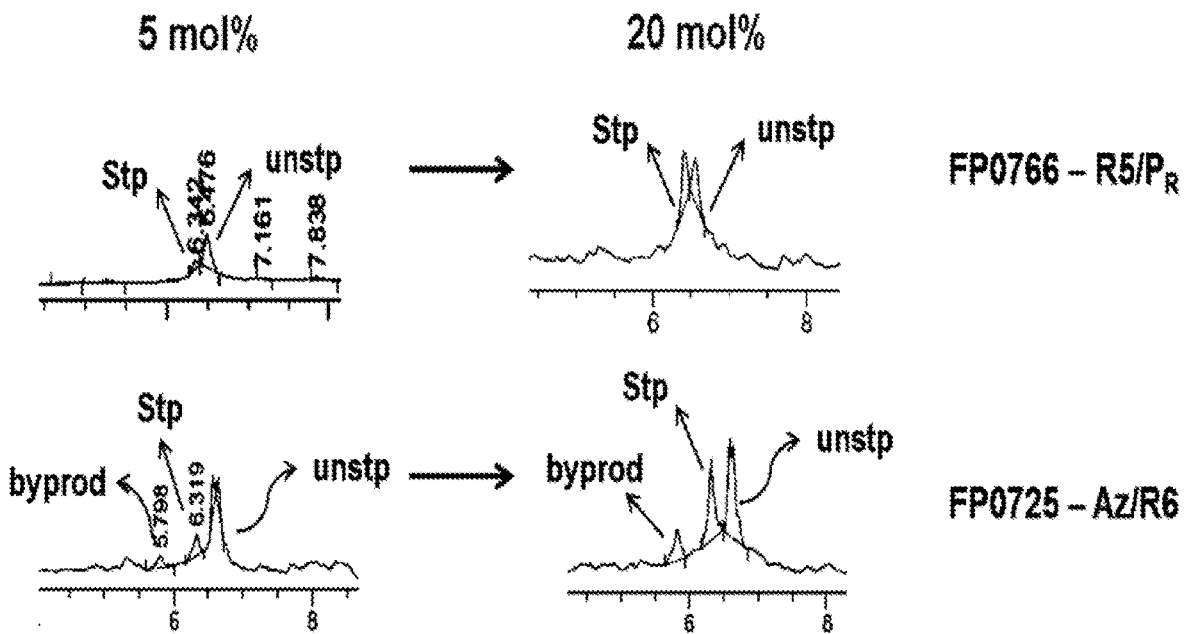 5 mol% 20 mol%
Stp unstp
6.342 6.476 7.161 7.838
Stp unstp
FP0766 – R5/PR
6 8
Stp
byprod unstp
5.798 6.319
6 8
Stp
byprod unstp
FP0725 – Az/R6
6 8